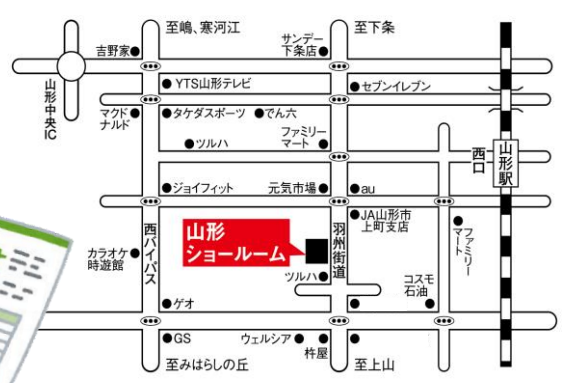 至嶋、寒河江
サンデー
下条店
至下条
吉野家
山形中央IC
YTS山形テレビ
セブンイレブン
マクド
ナルド
タケダスポーツ
でん六
ツルハ
ファミリー
マート
西口
山形駅
ジョイフィット
元気市場
au
JA山形市
上町支店
西バイパス
山形
ショールーム
羽州街道
ファミリー
マート
カラオケ
時遊館
ツルハ
コスモ
石油
ゲオ
GS
ウェルシア
杵屋
至みはらしの丘
至上山